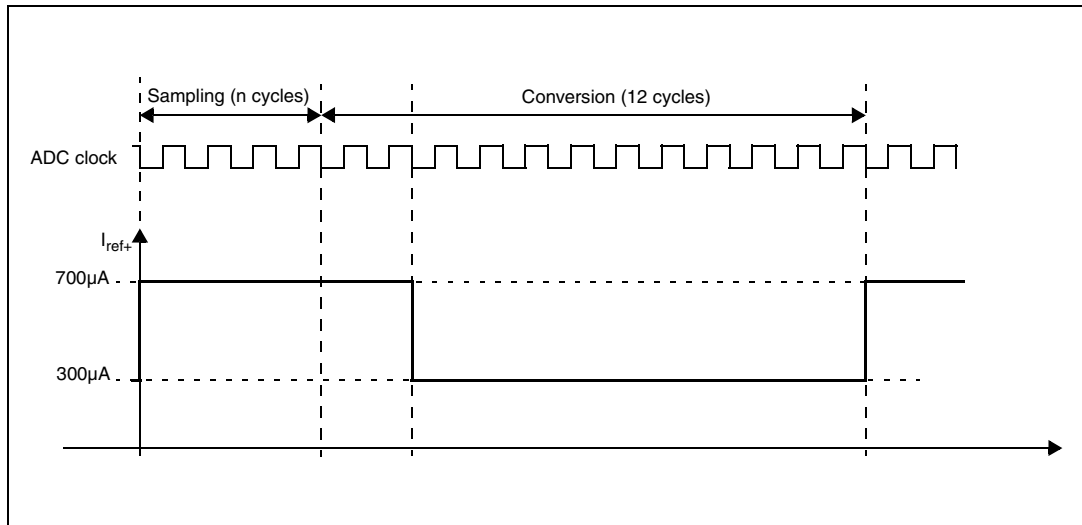 Sampling (n cycles)
Conversion (12 cycles)
ADC clock
Iref+
700µA
300µA